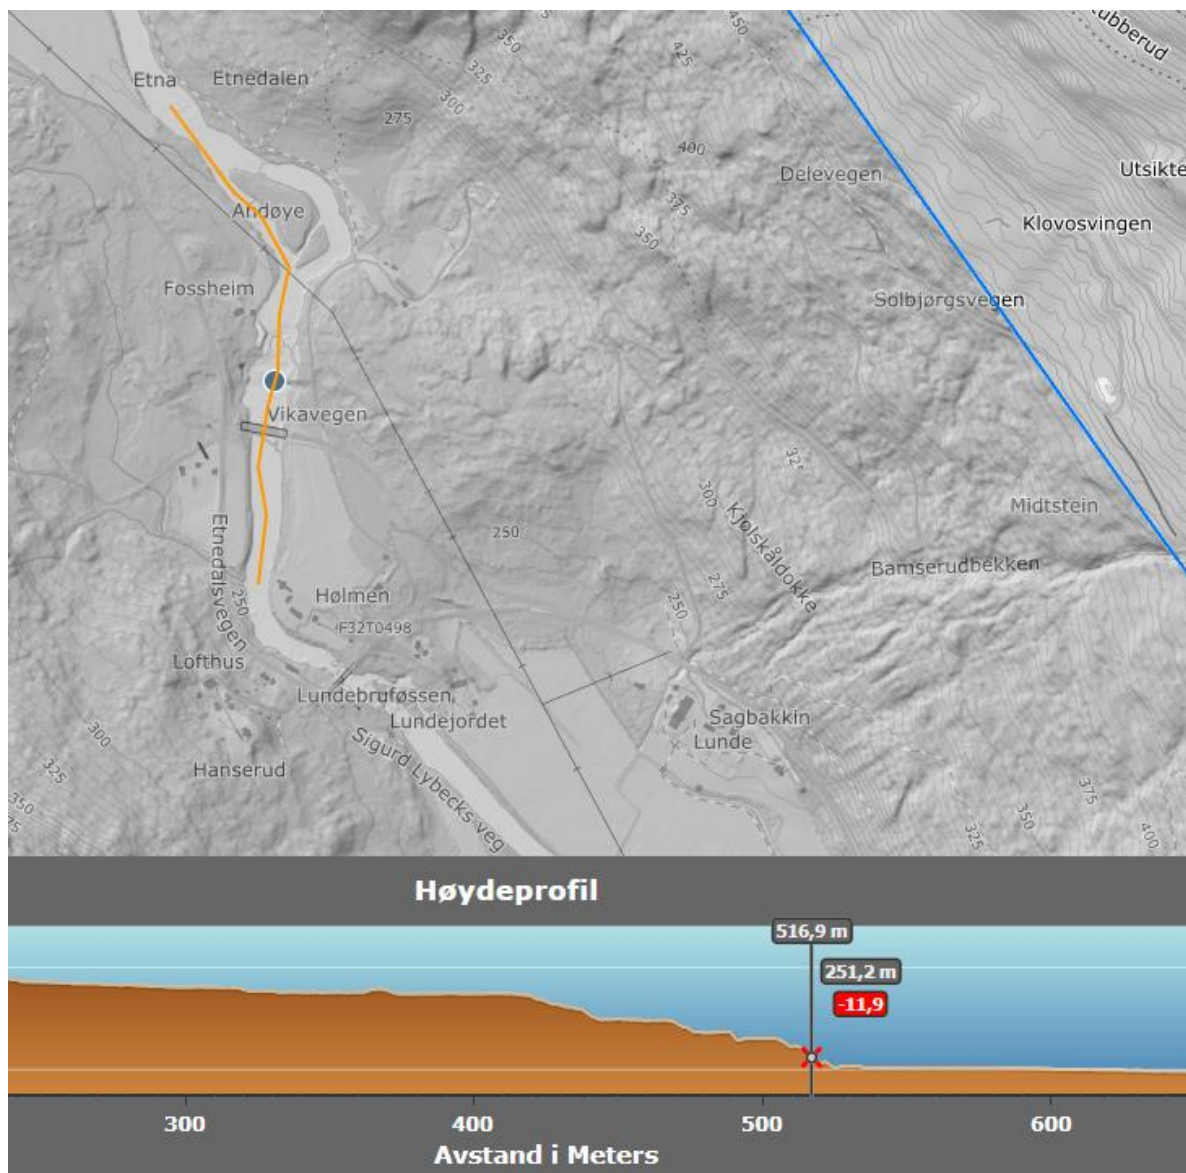 ubberud
450
350
425
Etna
Etnedalen
325
300
275
400
Utsikte
Delevegen
375
Andøye
Klovosvingen
350
Fossheim
Solbjørgsvegen
Vikavegen
325
300
Midtstein
Kjølskåldokke
250
Etnedalsvegen
Bamserudbekken
275
Hølmen
250
250
F32T0498
Lofthus
Lundebrufossen
Lundejordet
Sagbakkin
300
Lunde
Sigurd Lybecks veg
325
Hanserud
375
350
350
75
325
400
Høydeprofil
516,9 m
251,2 m
-11,9
300
400
500
600
Avstand i Meters